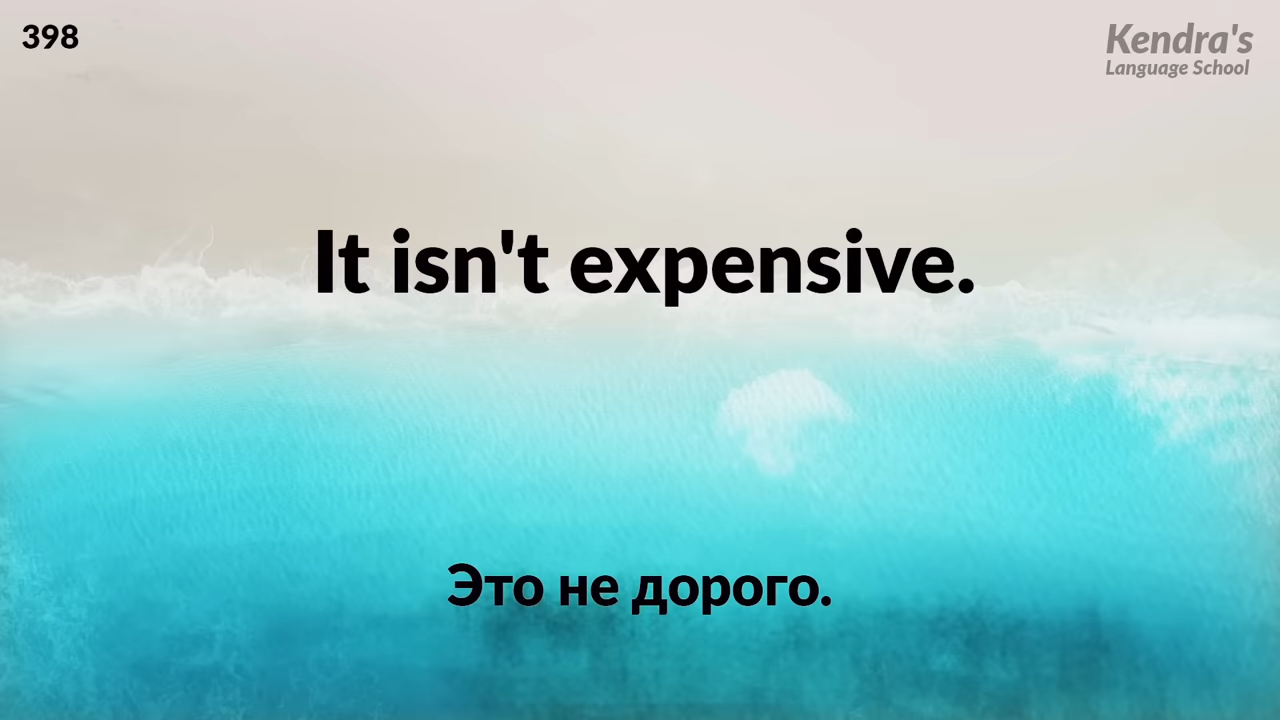 398
Kendra's
Language School
It isn't expensive.
Это не дорого.